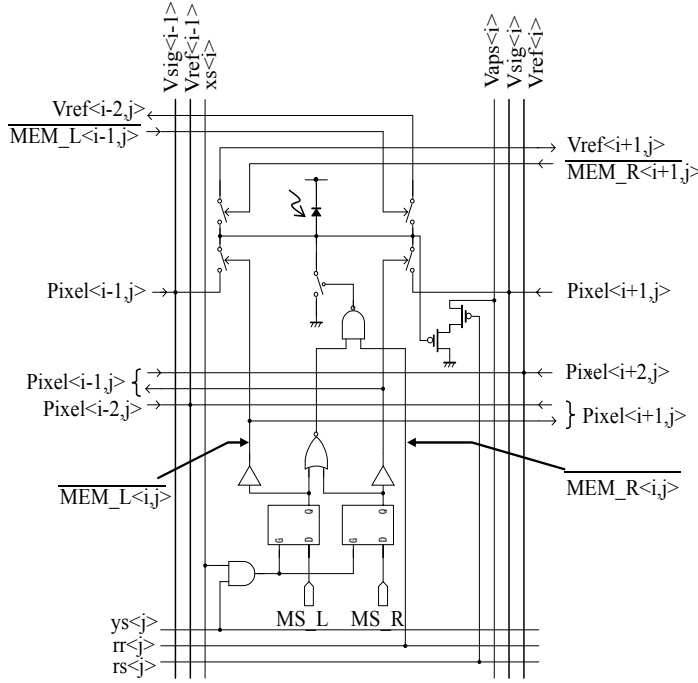 Vsig<i-1>
Vref<i-1>
xs<i>
Vaps<i>
Vsig<i>
Vref<i>
Vref<i-2,j>
MEM_L<i-1,j>
Vref<i+1,j>
MEM_R<i+1,j>
Pixel<i-1,j>
Pixel<i+1,j>
Pixel<i-1,j>
Pixel<i+2,j>
Pixel<i-2,j>
Pixel<i+1,j>
MEM_L<i,j>
MEM_R<i,j>
Q
Q
G
D
G
D
MS_L
MS_R
ys<j>
rr<j>
rs<j>